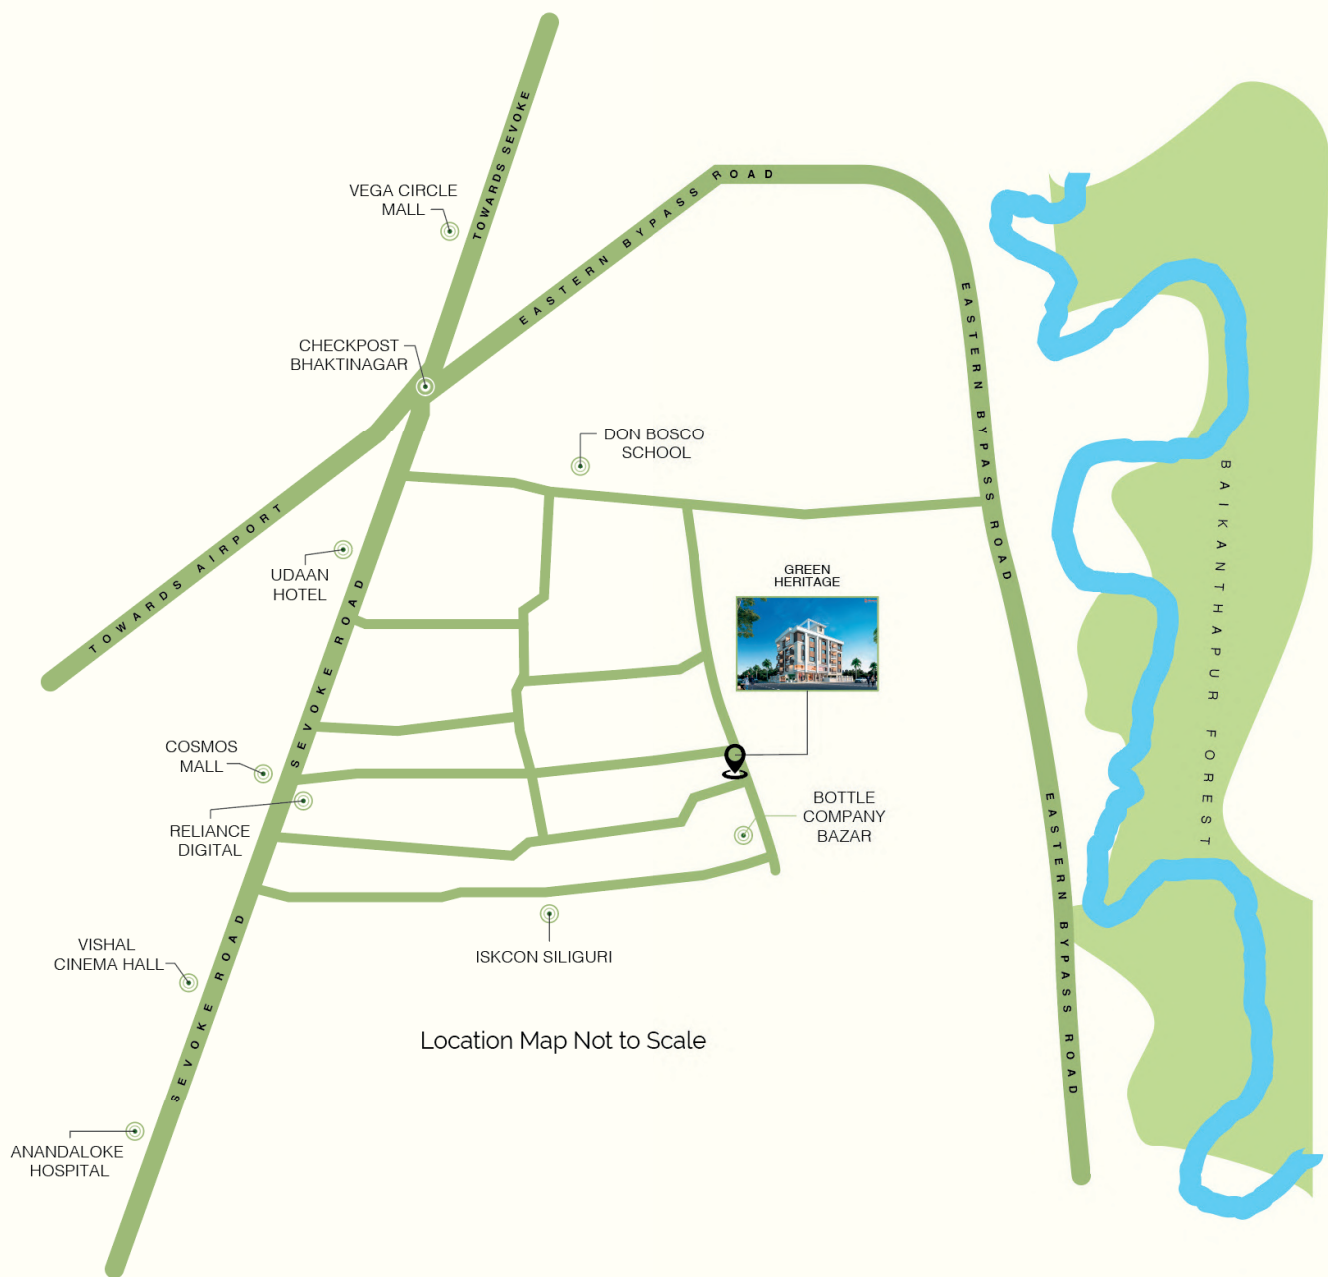 TOWARDS SEVOKE
VEGA CIRCLE
MALL
EASTERN BYPASS ROAD
EASTERN BYPASS ROAD
CHECKPOST
BHAKTINAGAR
DON BOSCO
SCHOOL
TOWARDS AIRPORT
UDAAN
HOTEL
SEVOKE ROAD
GREEN
HERITAGE
BAIKANTHAPUR FOREST
COSMOS
MALL
RELIANCE
DIGITAL
BOTTLE
COMPANY
BAZAR
EASTERN BYPASS ROAD
VISHAL
CINEMA HALL
SEVOKE ROAD
ISKCON SILIGURI
Location Map Not to Scale
ANANDALOKE
HOSPITAL